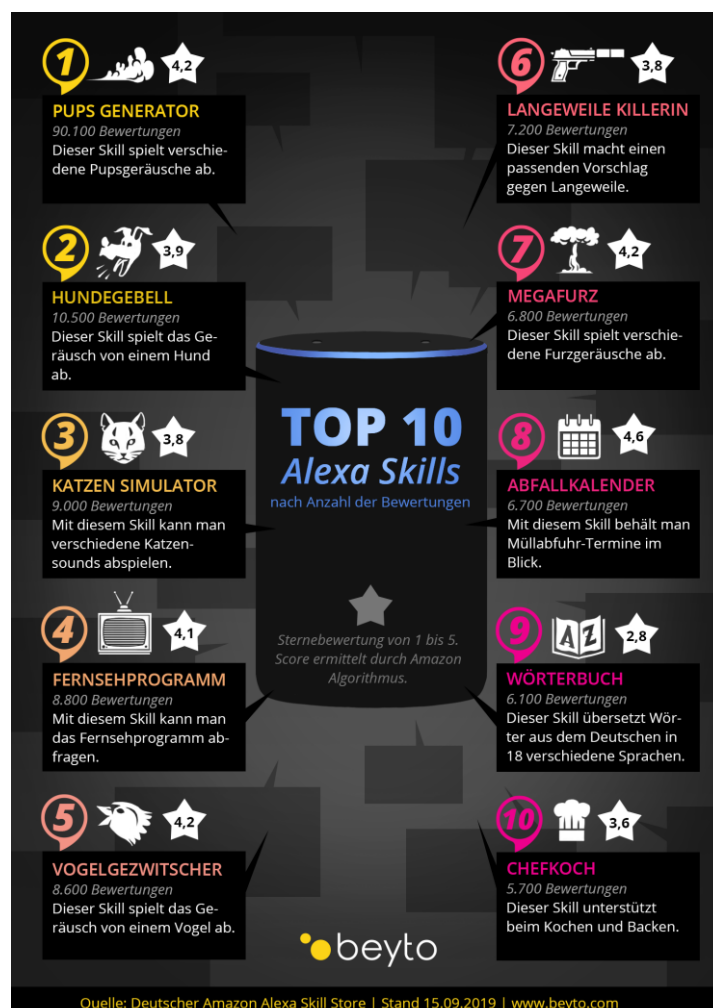 1
4,2
PUPS GENERATOR
90.100 Bewertungen
Dieser Skill spielt verschie-
dene Pupsgeräusche ab.
2
3,9
HUNDEGEBELL
10.500 Bewertungen
Dieser Skill spielt das Ge-
räusch von einem Hund
ab.
3
3,8
KATZEN SIMULATOR
9.000 Bewertungen
Mit diesem Skill kann man
verschiedene Katzen-
sounds abspielen.
4
4,1
FERNSEHPROGRAMM
8.800 Bewertungen
Mit diesem Skill kann man
das Fernsehprogramm ab-
fragen.
5
4,2
VOGELGEZWITSCHER
8.600 Bewertungen
Dieser Skill spielt das Ge-
räusch von einem Vogel ab.
TOP 10
Alexa Skills
nach Anzahl der Bewertungen
Sternebewertung von 1 bis 5.
Score ermittelt durch Amazon
Algorithmus.
6
3,8
LANGEWEILE KILLERIN
7.200 Bewertungen
Dieser Skill macht einen
passenden Vorschlag
gegen Langeweile.
7
4,2
MEGAFURZ
6.800 Bewertungen
Dieser Skill spielt verschie-
dene Furzgeräusche ab.
8
4,6
ABFALLKALENDER
6.700 Bewertungen
Mit diesem Skill behält man
Müllabfuhr-Termine im
Blick.
9
A Z
2,8
WÖRTERBUCH
6.100 Bewertungen
Dieser Skill übersetzt Wör-
ter aus dem Deutschen in
18 verschiedene Sprachen.
10
3,6
CHEFKOCH
5.700 Bewertungen
Dieser Skill unterstützt
beim Kochen und Backen.
beyto
Quelle: Deutscher Amazon Alexa Skill Store | Stand 15.09.2019 | www.beyto.com